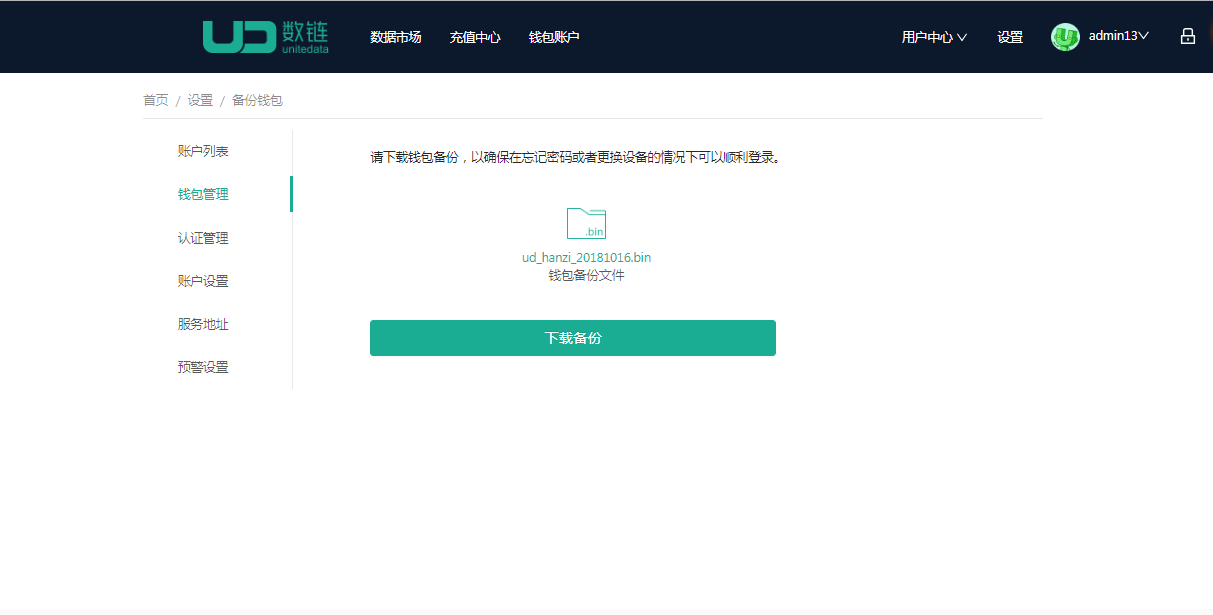 UD 数链 unitedata 数据市场 充值中心 钱包账户 用户中心 设置 admin13
首页 / 设置 / 备份钱包
账户列表
钱包管理
认证管理
账户设置
服务地址
预警设置
请下载钱包备份，以确保在忘记密码或者更换设备的情况下可以顺利登录。
.bin
ud_hanzi_20181016.bin
钱包备份文件
下载备份